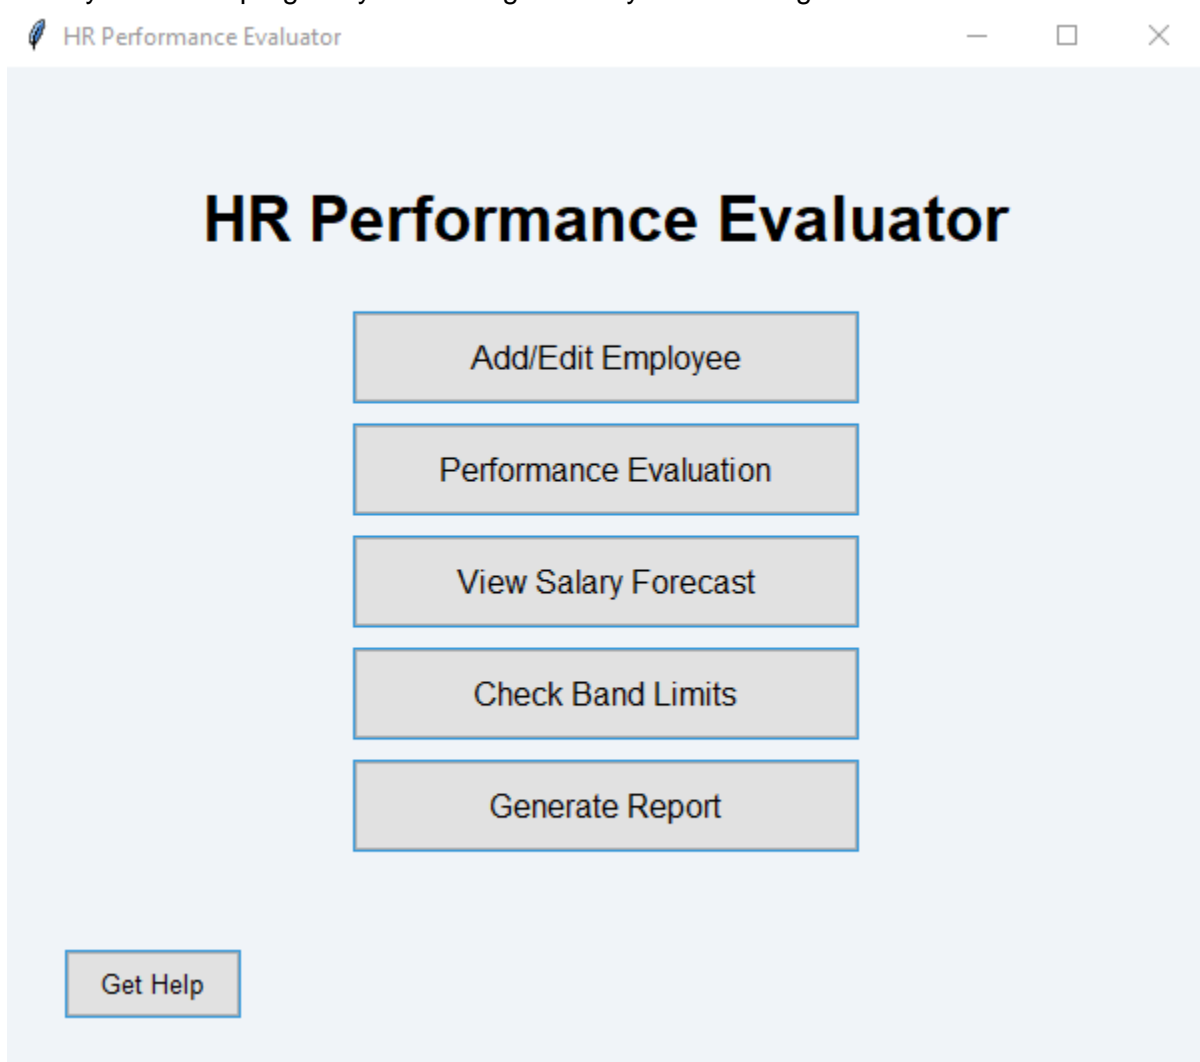 HR Performance Evaluator
HR Performance Evaluator
Add/Edit Employee
Performance Evaluation
View Salary Forecast
Check Band Limits
Generate Report
Get Help